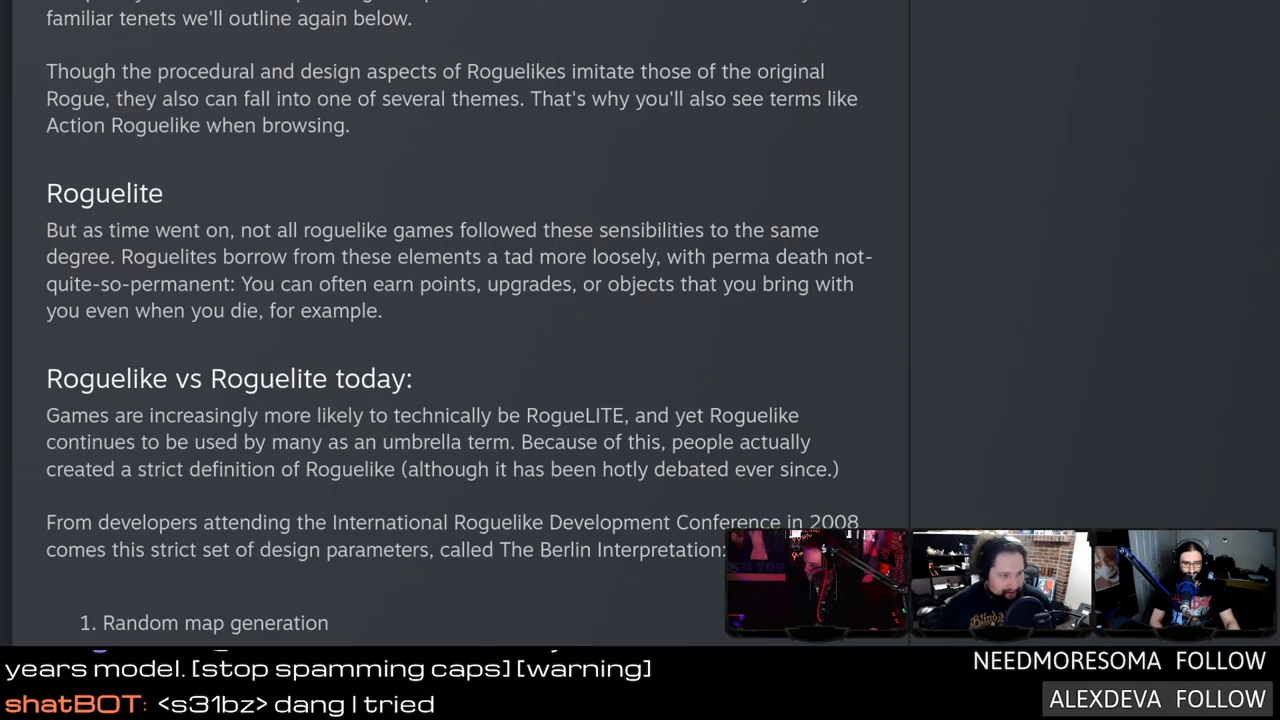 familiar tenets we'll outline again below.
Though the procedural and design aspects of Roguelikes imitate those of the original
Rogue, they also can fall into one of several themes. That's why you'll also see terms like
Action Roguelike when browsing.
Roguelite
But as time went on, not all roguelike games followed these sensibilities to the same
degree. Roguelites borrow from these elements a tad more loosely, with perma death not-
quite-so-permanent: You can often earn points, upgrades, or objects that you bring with
you even when you die, for example.
Roguelike vs Roguelite today:
Games are increasingly more likely to technically be RogueLITE, and yet Roguelike
continues to be used by many as an umbrella term. Because of this, people actually
created a strict definition of Roguelike (although it has been hotly debated ever since.)
From developers attending the International Roguelike Development Conference in 2008
comes this strict set of design parameters, called The Berlin Interpretation:
1. Random map generation
years model. [stop spamming caps] [warning]
shatBOT: <s31bz> dang I tried
NEEDMORESOMA FOLLOW
ALEXDEVA FOLLOW